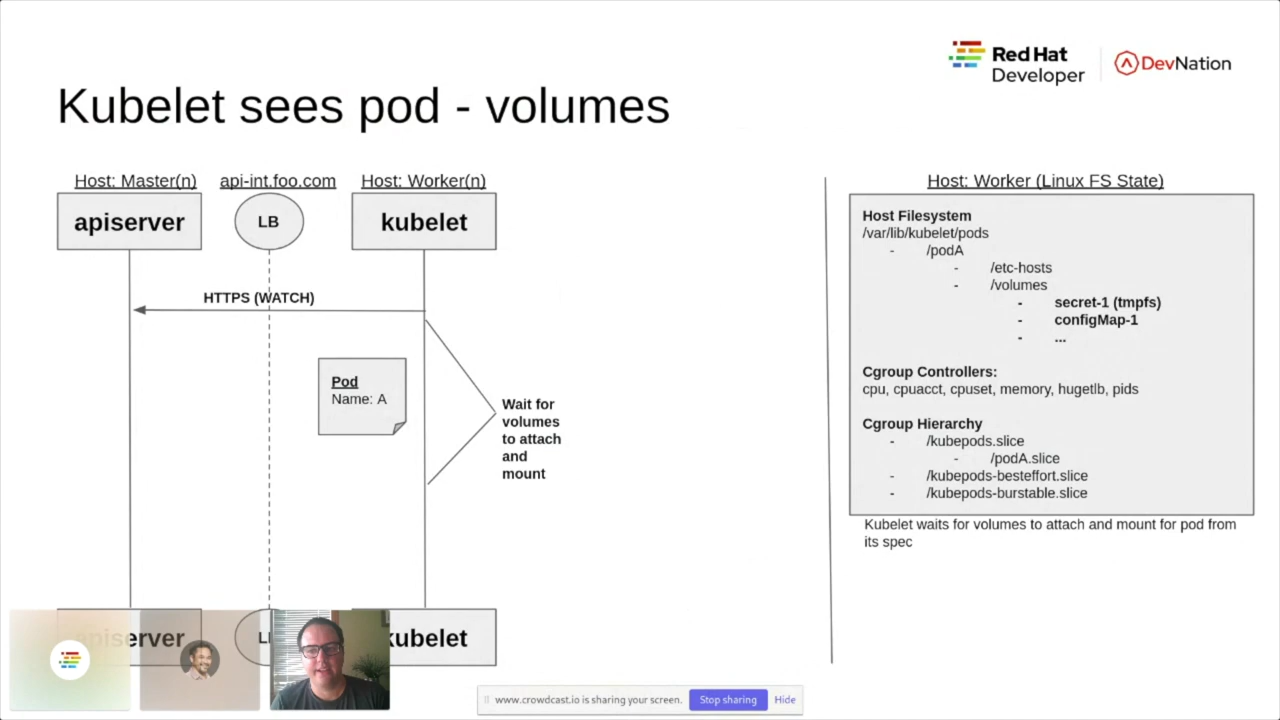 Red Hat
Developer
DevNation
Kubelet sees pod - volumes
Host: Master(n)
api-int.foo.com
Host: Worker(n)
apiserver
LB
kubelet
HTTPS (WATCH)
Pod
Name: A
Wait for
volumes
to attach
and
mount
Host: Worker (Linux FS State)
Host Filesystem
/var/lib/kubelet/pods
- /podA
- /etc-hosts
- /volumes
- secret-1 (tmpfs)
- configMap-1
- ...
Cgroup Controllers:
cpu, cpuacct, cpuset, memory, hugetlb, pids
Cgroup Hierarchy
- /kubepods.slice
- /podA.slice
- /kubepods-besteffort.slice
- /kubepods-burstable.slice
Kubelet waits for volumes to attach and mount for pod from
its spec
apiserver
L
kubelet
www.crowdcast.io is sharing your screen.
Stop sharing
Hide